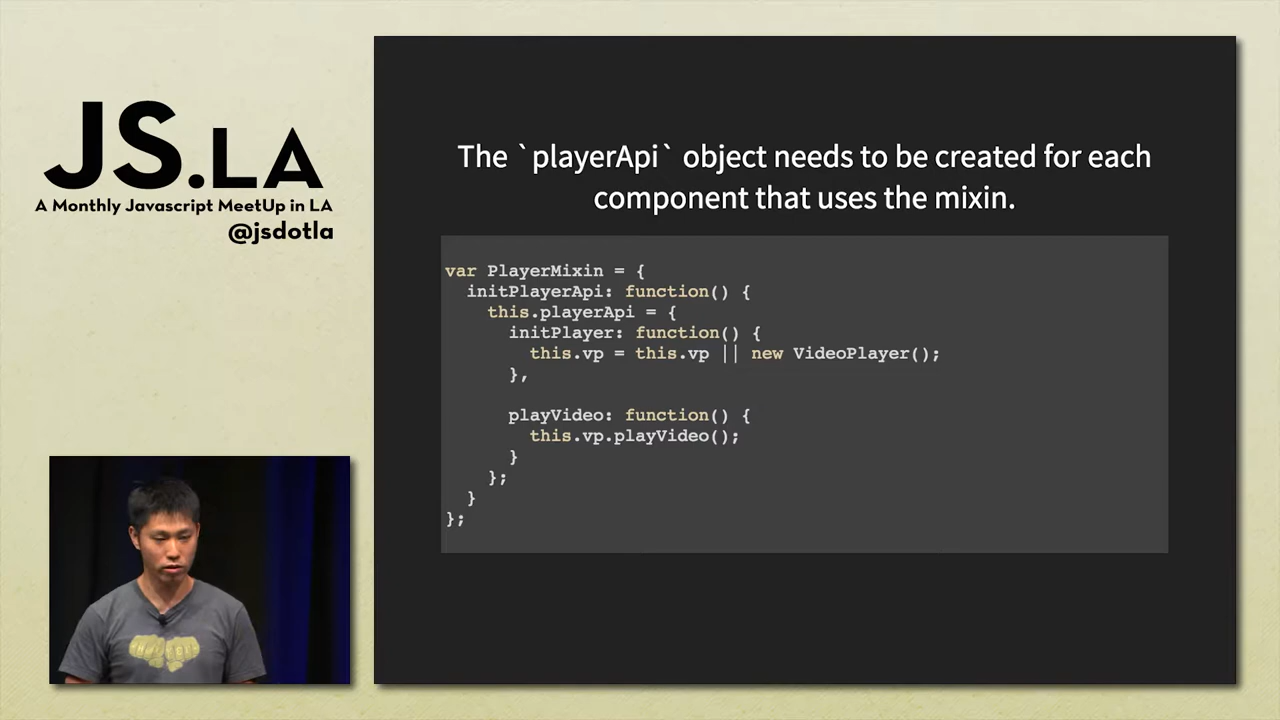 JS.LA
A Monthly Javascript MeetUp in LA
@jsdotla
The `playerApi` object needs to be created for each
component that uses the mixin.
var PlayerMixin = {
  initPlayerApi: function() {
    this.playerApi = {
      initPlayer: function() {
        this.vp = this.vp || new VideoPlayer();
      },
      playVideo: function() {
        this.vp.playVideo();
      }
    };
  }
};